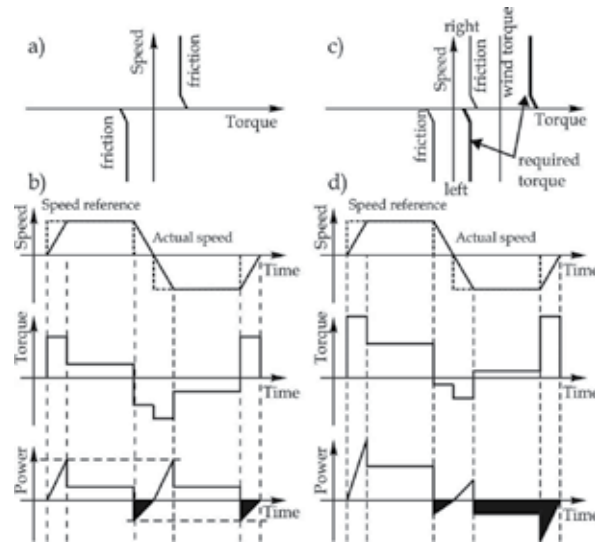 a)
Speed
friction
Torque
friction
c)
right
Speed
friction
wind torque
Torque
friction
required
torque
left
b)
Speed reference
Speed
Actual speed
Time
Torque
Time
Power
Time
d)
Speed reference
Speed
Actual speed
Time
Torque
Time
Power
Time